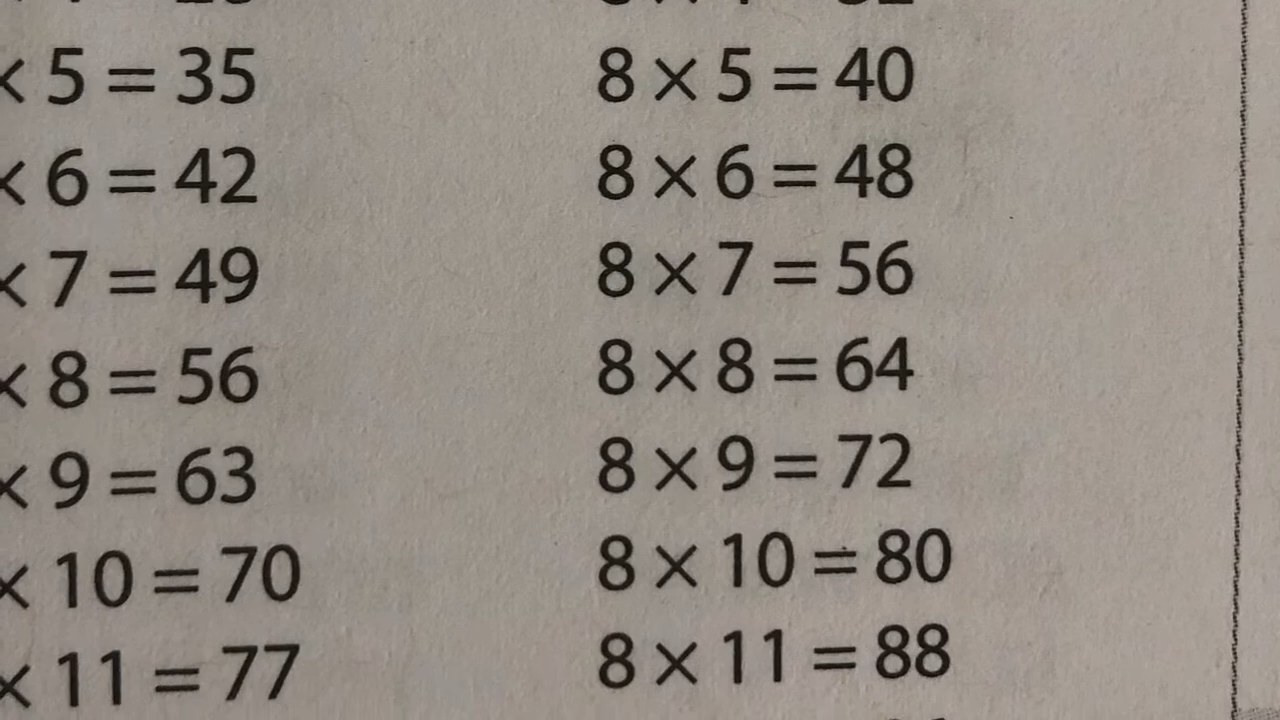 × 5 = 35
× 6 = 42
× 7 = 49
× 8 = 56
× 9 = 63
× 10 = 70
× 11 = 77
8 × 5 = 40
8 × 6 = 48
8 × 7 = 56
8 × 8 = 64
8 × 9 = 72
8 × 10 = 80
8 × 11 = 88